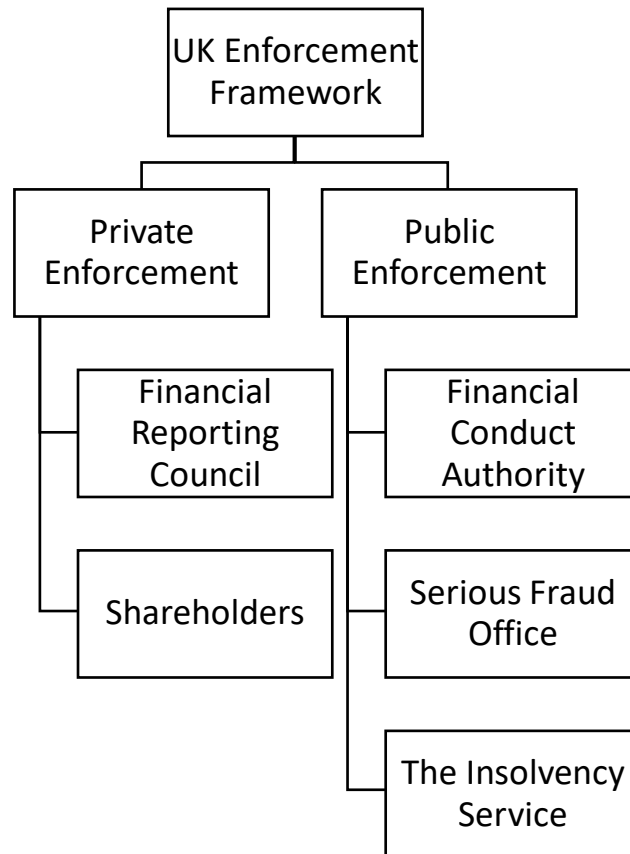 UK Enforcement
Framework
Private
Enforcement
Public
Enforcement
Financial
Reporting
Council
Financial
Conduct
Authority
Shareholders
Serious Fraud
Office
The Insolvency
Service